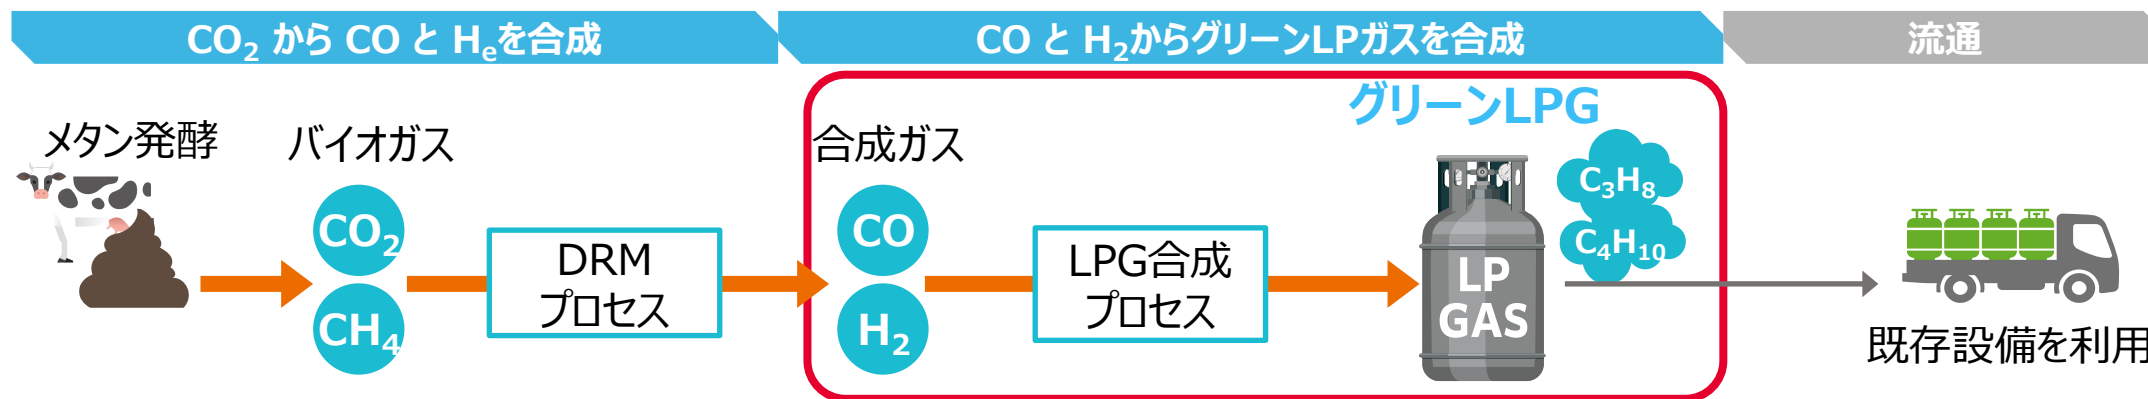 CO₂ から CO と Hₑを合成
CO と H₂からグリーンLPガスを合成
流通
グリーンLPG
メタン発酵
バイオガス
合成ガス
CO₂
CH₄
DRM
プロセス
CO
H₂
LPG合成
プロセス
LP
GAS
C₃H₈
C₄H₁₀
既存設備を利用